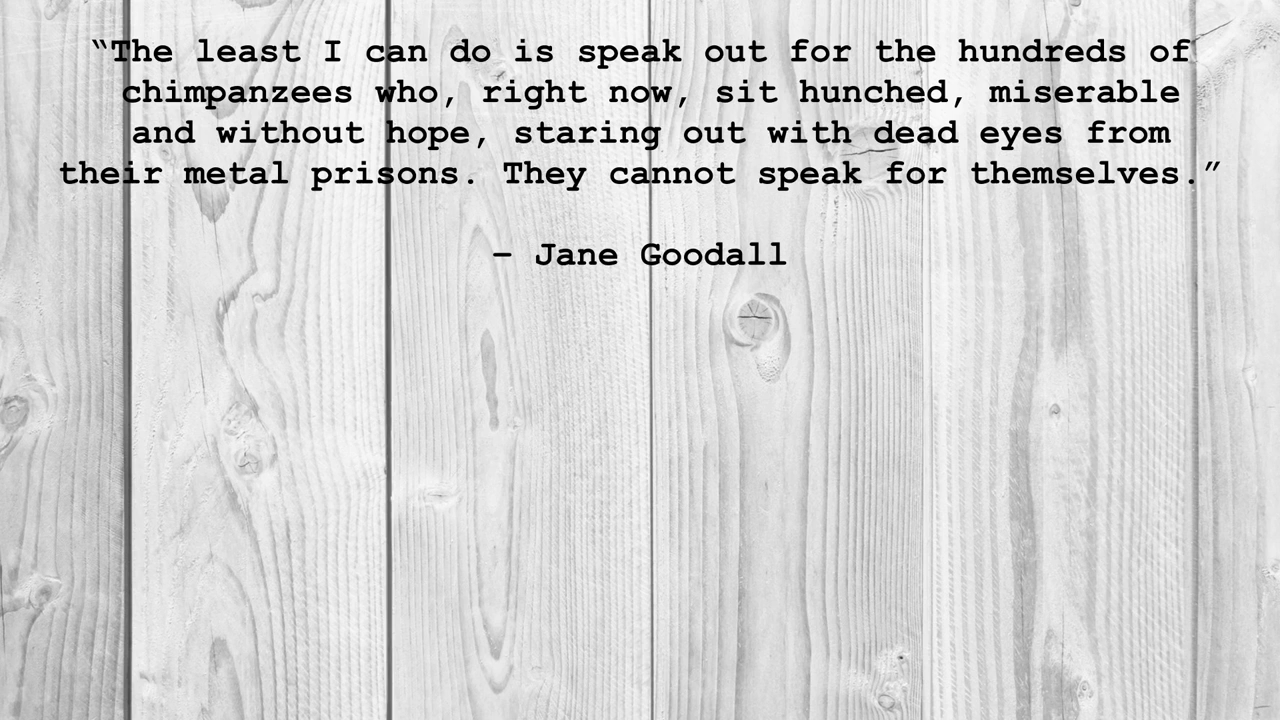 “The least I can do is speak out for the hundreds of
chimpanzees who, right now, sit hunched, miserable
and without hope, staring out with dead eyes from
their metal prisons. They cannot speak for themselves.”
– Jane Goodall